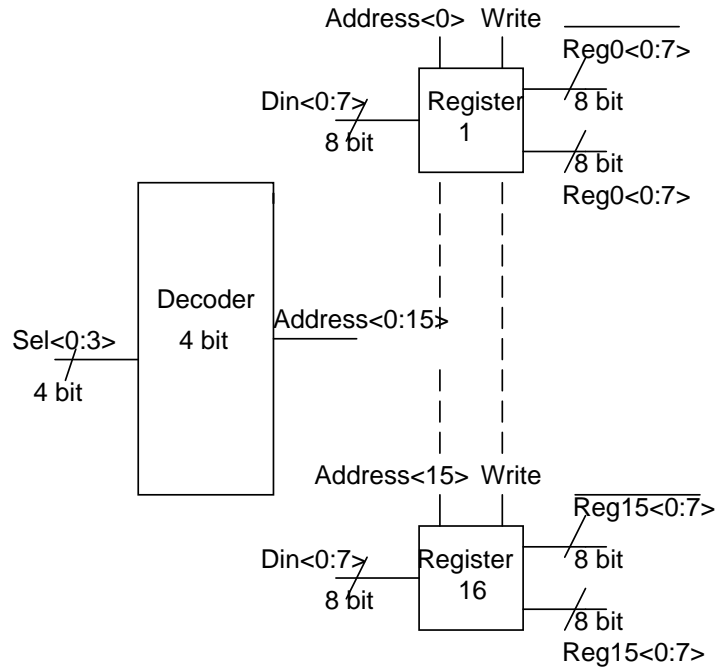 Address<0> Write
Reg0<0:7>
Din<0:7>
Register
1
8 bit
8 bit
8 bit
Reg0<0:7>
Decoder
4 bit
Address<0:15>
Sel<0:3>
4 bit
Address<15> Write
Reg15<0:7>
Din<0:7>
Register
16
8 bit
8 bit
8 bit
Reg15<0:7>